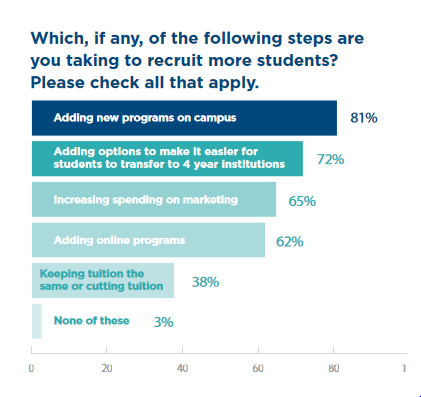 Which, if any, of the following steps are
you taking to recruit more students?
Please check all that apply.
Adding new programs on campus 81%
Adding options to make it easier for
students to transfer to 4 year institutions 72%
Increasing spending on marketing 65%
Adding online programs 62%
Keeping tuition the
same or cutting tuition 38%
None of these 3%
0 20 40 60 80 1